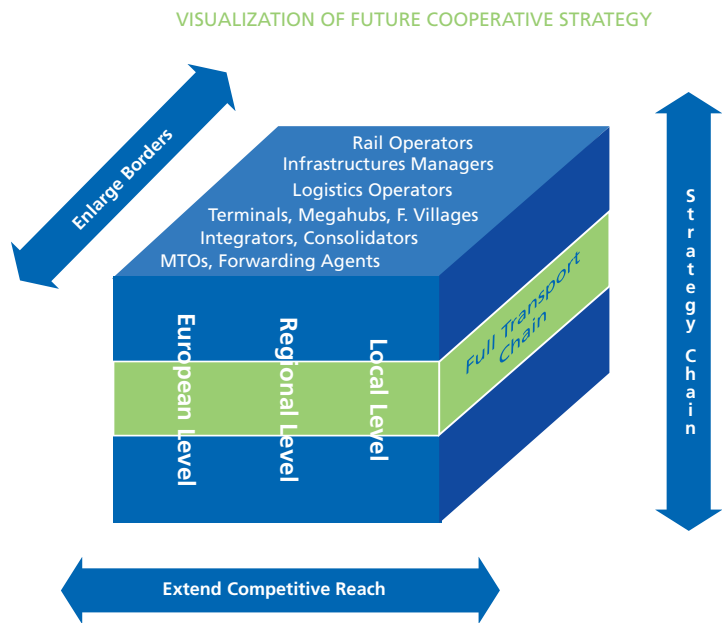 VISUALIZATION OF FUTURE COOPERATIVE STRATEGY
Enlarge Borders
Rail Operators
Infrastructures Managers
Logistics Operators
Terminals, Megahubs, F. Villages
Integrators, Consolidators
MTOs, Forwarding Agents
European Level
Regional Level
Local Level
Full Transport
Chain
Strategy Chain
Extend Competitive Reach